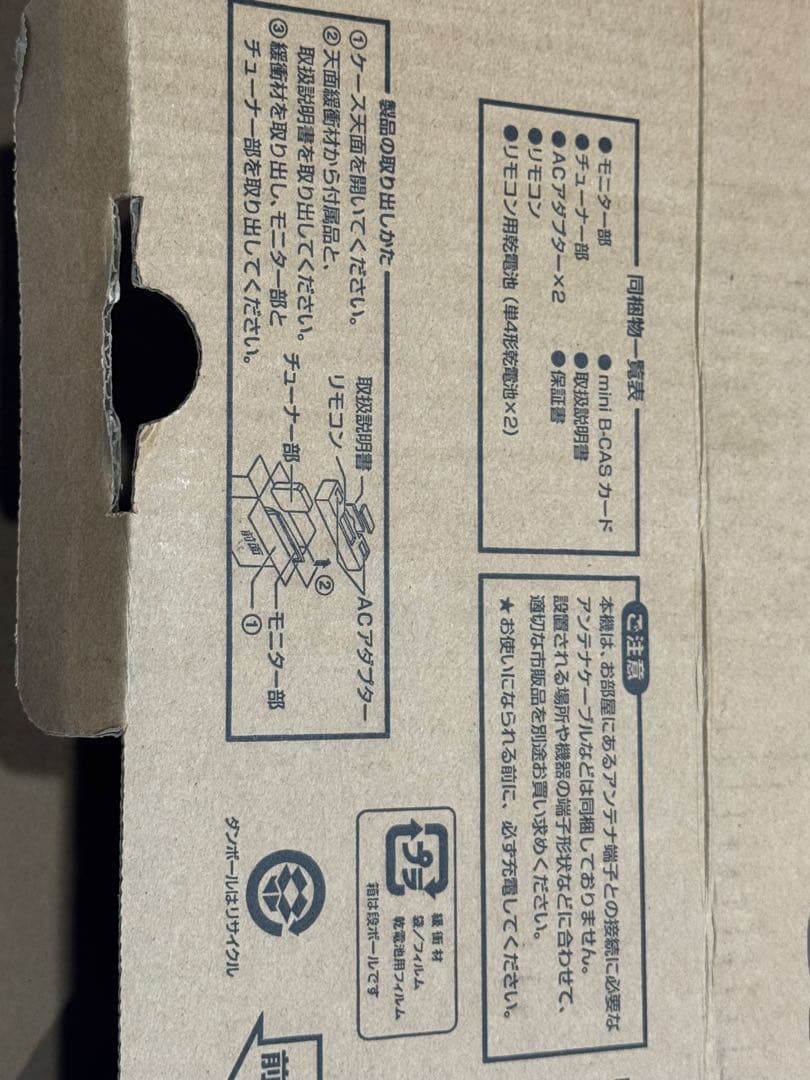 同梱物一覧表
●モニター部
●チューナー部
●ACアダプター×2
●リモコン
●リモコン用乾電池（単4形乾電池×2）
●mini B-CAS カード
●取扱説明書
●保証書
ご注意
本機は、お部屋にあるアンテナ端子との接続に必要な
アンテナケーブルなどは同梱しておりません。
設置される場所や機器の端子形状などに合わせて、
適切な市販品を別途お買い求めください。
★お使いになられる前に、必ず充電してください。
製品の取り出しかた
①ケース天面を開いてください。
②天面緩衝材から付属品と、
取扱説明書を取り出してください。
③緩衝材を取り出し、モニター部と
チューナー部を取り出してください。
取扱説明書
リモコン
チューナー部
ACアダプター
②
前面
モニター部
①
プラ
緩衝材
袋/フィルム
乾電池用フィルム
箱は段ボールです
ダンボールはリサイクル
前